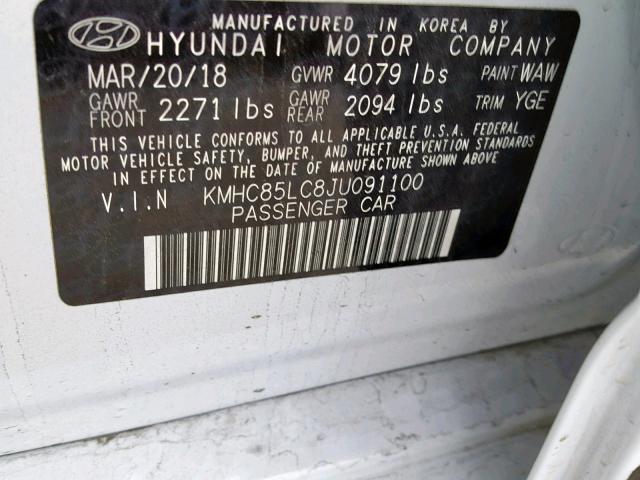 MANUFACTURED IN KOREA BY
HYUNDAI MOTOR COMPANY
MAR/20/18 GVWR 4079 lbs PAINT WAW
GAWR FRONT 2271 lbs GAWR REAR 2094 lbs TRIM YGE
THIS VEHICLE CONFORMS TO ALL APPLICABLE U.S.A. FEDERAL
MOTOR VEHICLE SAFETY, BUMPER, AND THEFT PREVENTION STANDARDS
IN EFFECT ON THE DATE OF MANUFACTURE SHOWN ABOVE
V.I.N KMHC85LC8JU091100
PASSENGER CAR